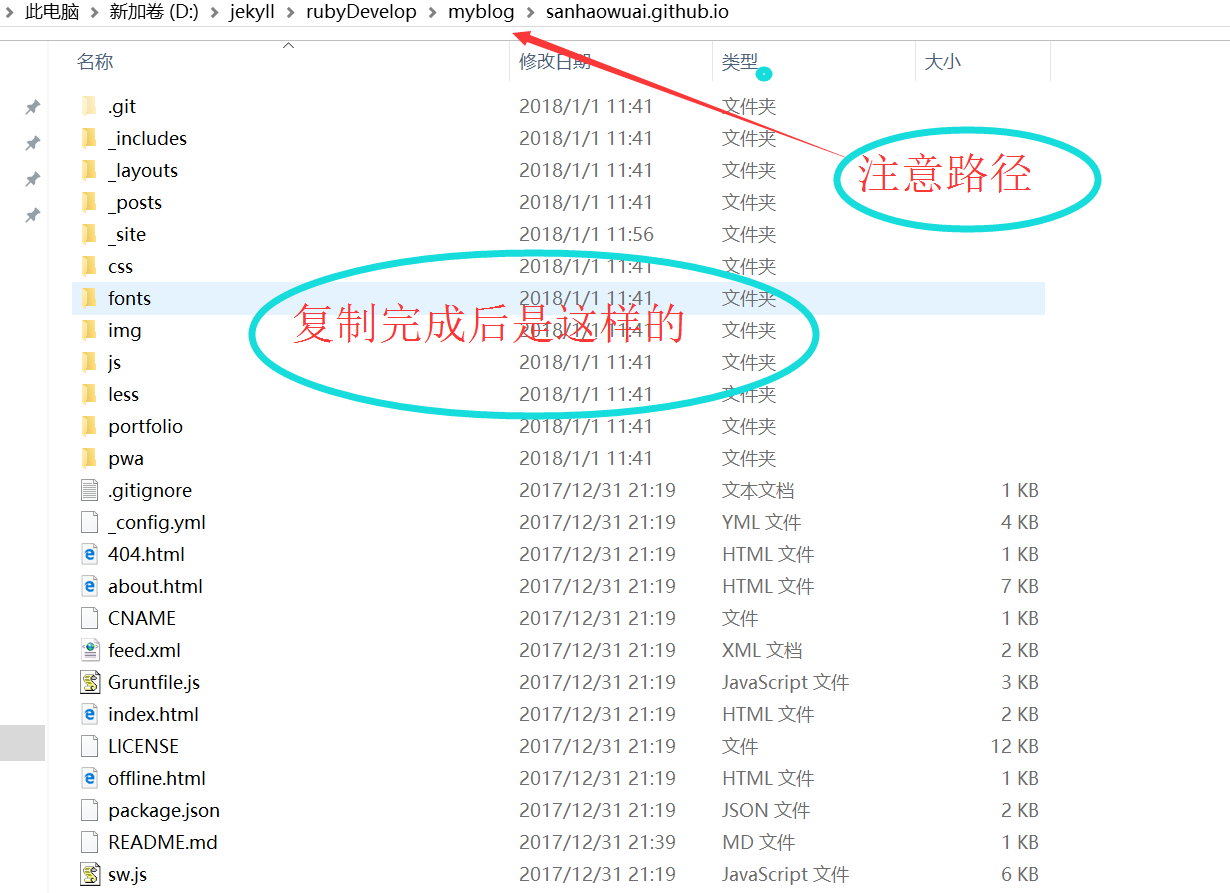 此电脑 > 新加卷 (D:) > jekyll > rubyDevelop > myblog > sanhaowuai.github.io
名称 修改日期 类型 大小
.git 2018/1/1 11:41 文件夹
_includes 2018/1/1 11:41 文件夹
注意路径
_layouts 2018/1/1 11:41 文件夹
_posts 2018/1/1 11:41 文件夹
_site 2018/1/1 11:56 文件夹
css 2018/1/1 11:41 文件夹
fonts 2018/1/1 11:41 文件夹
复制完成后是这样的
img 2018/1/1 11:41 文件夹
js 2018/1/1 11:41 文件夹
less 2018/1/1 11:41 文件夹
portfolio 2018/1/1 11:41 文件夹
pwa 2018/1/1 11:41 文件夹
.gitignore 2017/12/31 21:19 文本文档 1 KB
_config.yml 2017/12/31 21:19 YML 文件 4 KB
404.html 2017/12/31 21:19 HTML 文件 1 KB
about.html 2017/12/31 21:19 HTML 文件 7 KB
CNAME 2017/12/31 21:19 文件 1 KB
feed.xml 2017/12/31 21:19 XML 文档 2 KB
Gruntfile.js 2017/12/31 21:19 JavaScript 文件 3 KB
index.html 2017/12/31 21:19 HTML 文件 2 KB
LICENSE 2017/12/31 21:19 文件 12 KB
offline.html 2017/12/31 21:19 HTML 文件 1 KB
package.json 2017/12/31 21:19 JSON 文件 2 KB
README.md 2017/12/31 21:39 MD 文件 1 KB
sw.js 2017/12/31 21:19 JavaScript 文件 6 KB